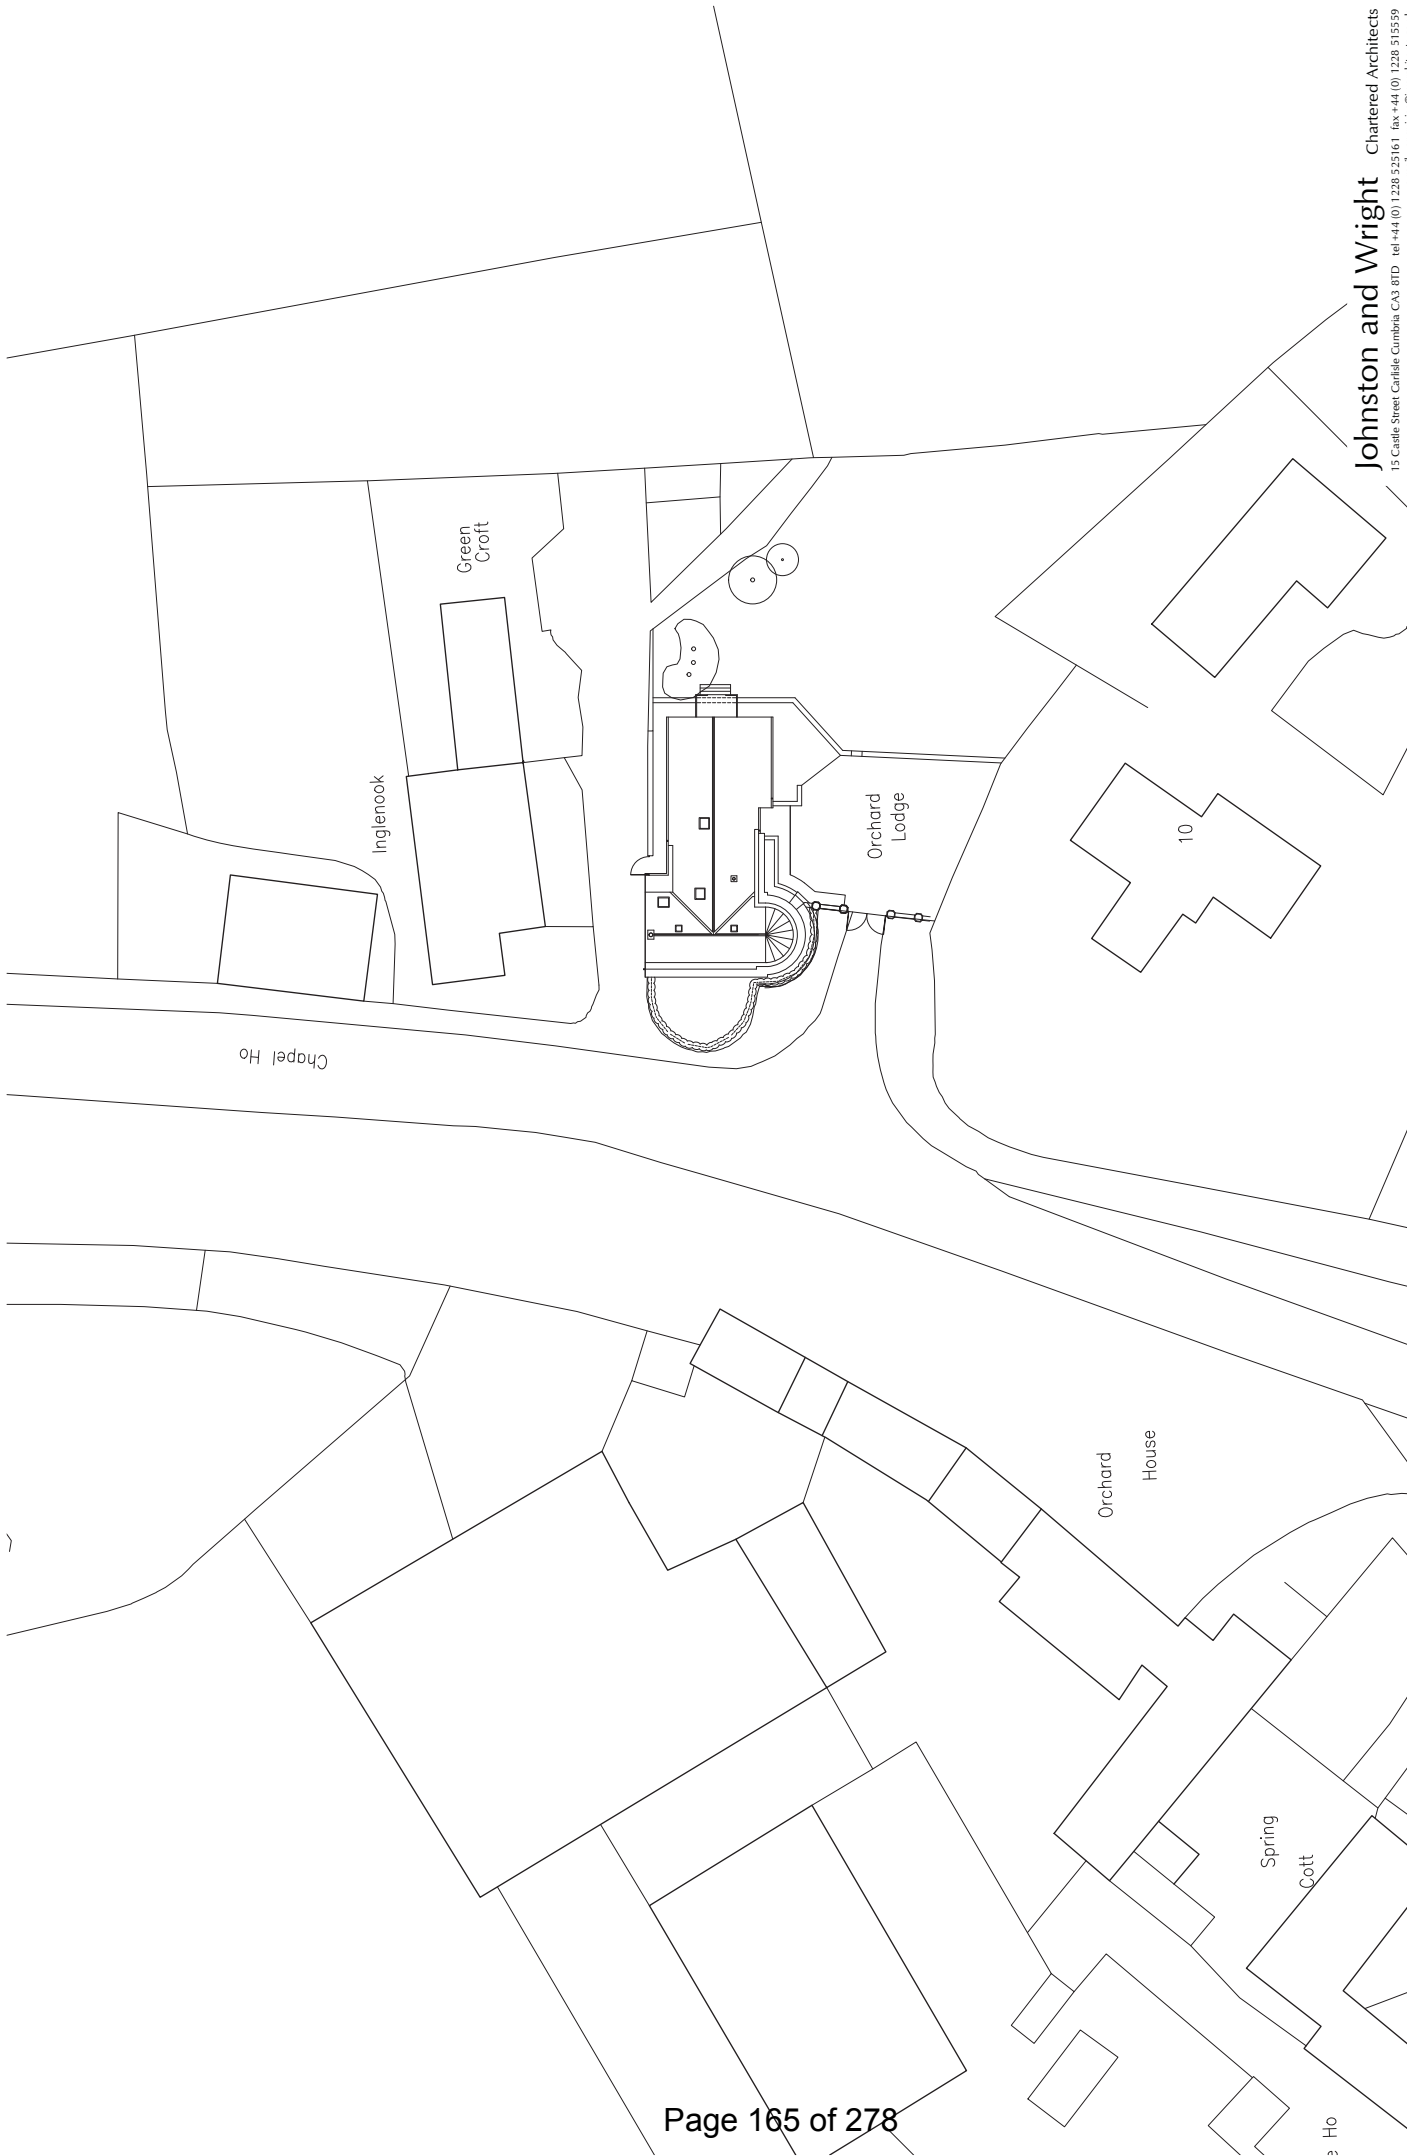 Johnston and Wright Chartered Architects
15 Castle Street Carlisle Cumbria CA3 8TD tel +44 (0) 1228 525161 fax +44 (0) 1228 515559
Green
Croft
Inglenook
Orchard
Lodge
10
Chapel Ho
Orchard
House
Spring
Cott
Ho
Page 165 of 278